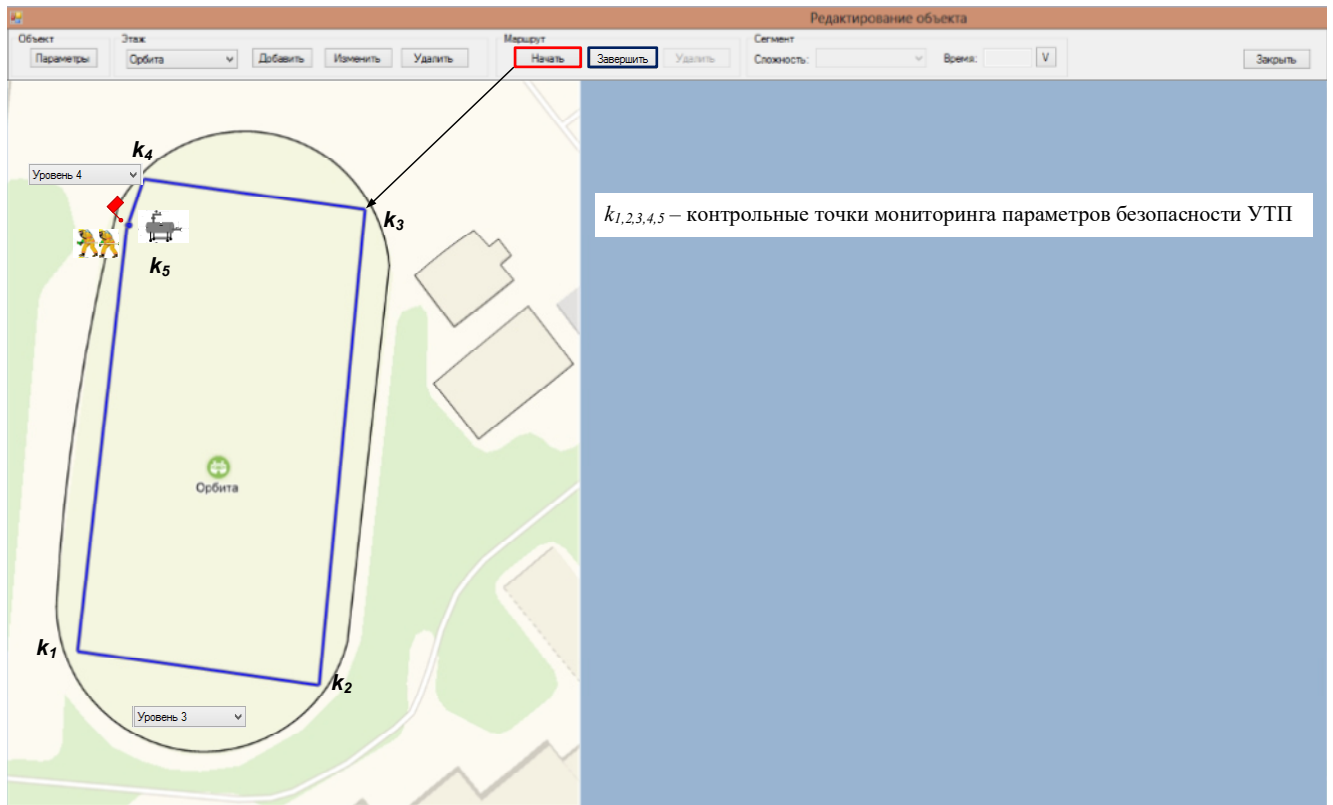 Редактирование объекта
Объект Этаж Маршрут Сегмент
Параметры Орбита Добавить Изменить Удалить Начать Завершить Удалить Сложность: Время: V Закрыть
k4
Уровень 4
k3
k1,2,3,4,5 – контрольные точки мониторинга параметров безопасности УТП
k5
Орбита
k1
k2
Уровень 3